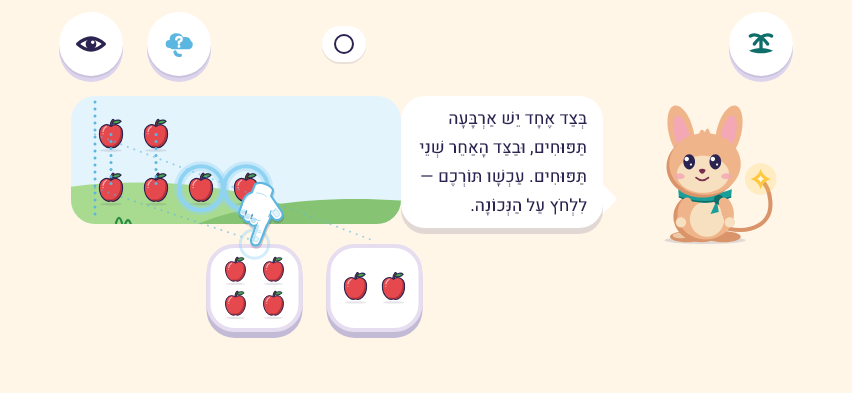 בְּצַד אֶחָד יֵשׁ אַרְבָּעָה
תַּפּוּחִים, וּבַצַּד הָאַחֵר שְׁנֵי
תַּפּוּחִים. עַכְשָׁו תּוֹרְכֶם –
לִלְחֹץ עַל הַנְּכוֹנָה.